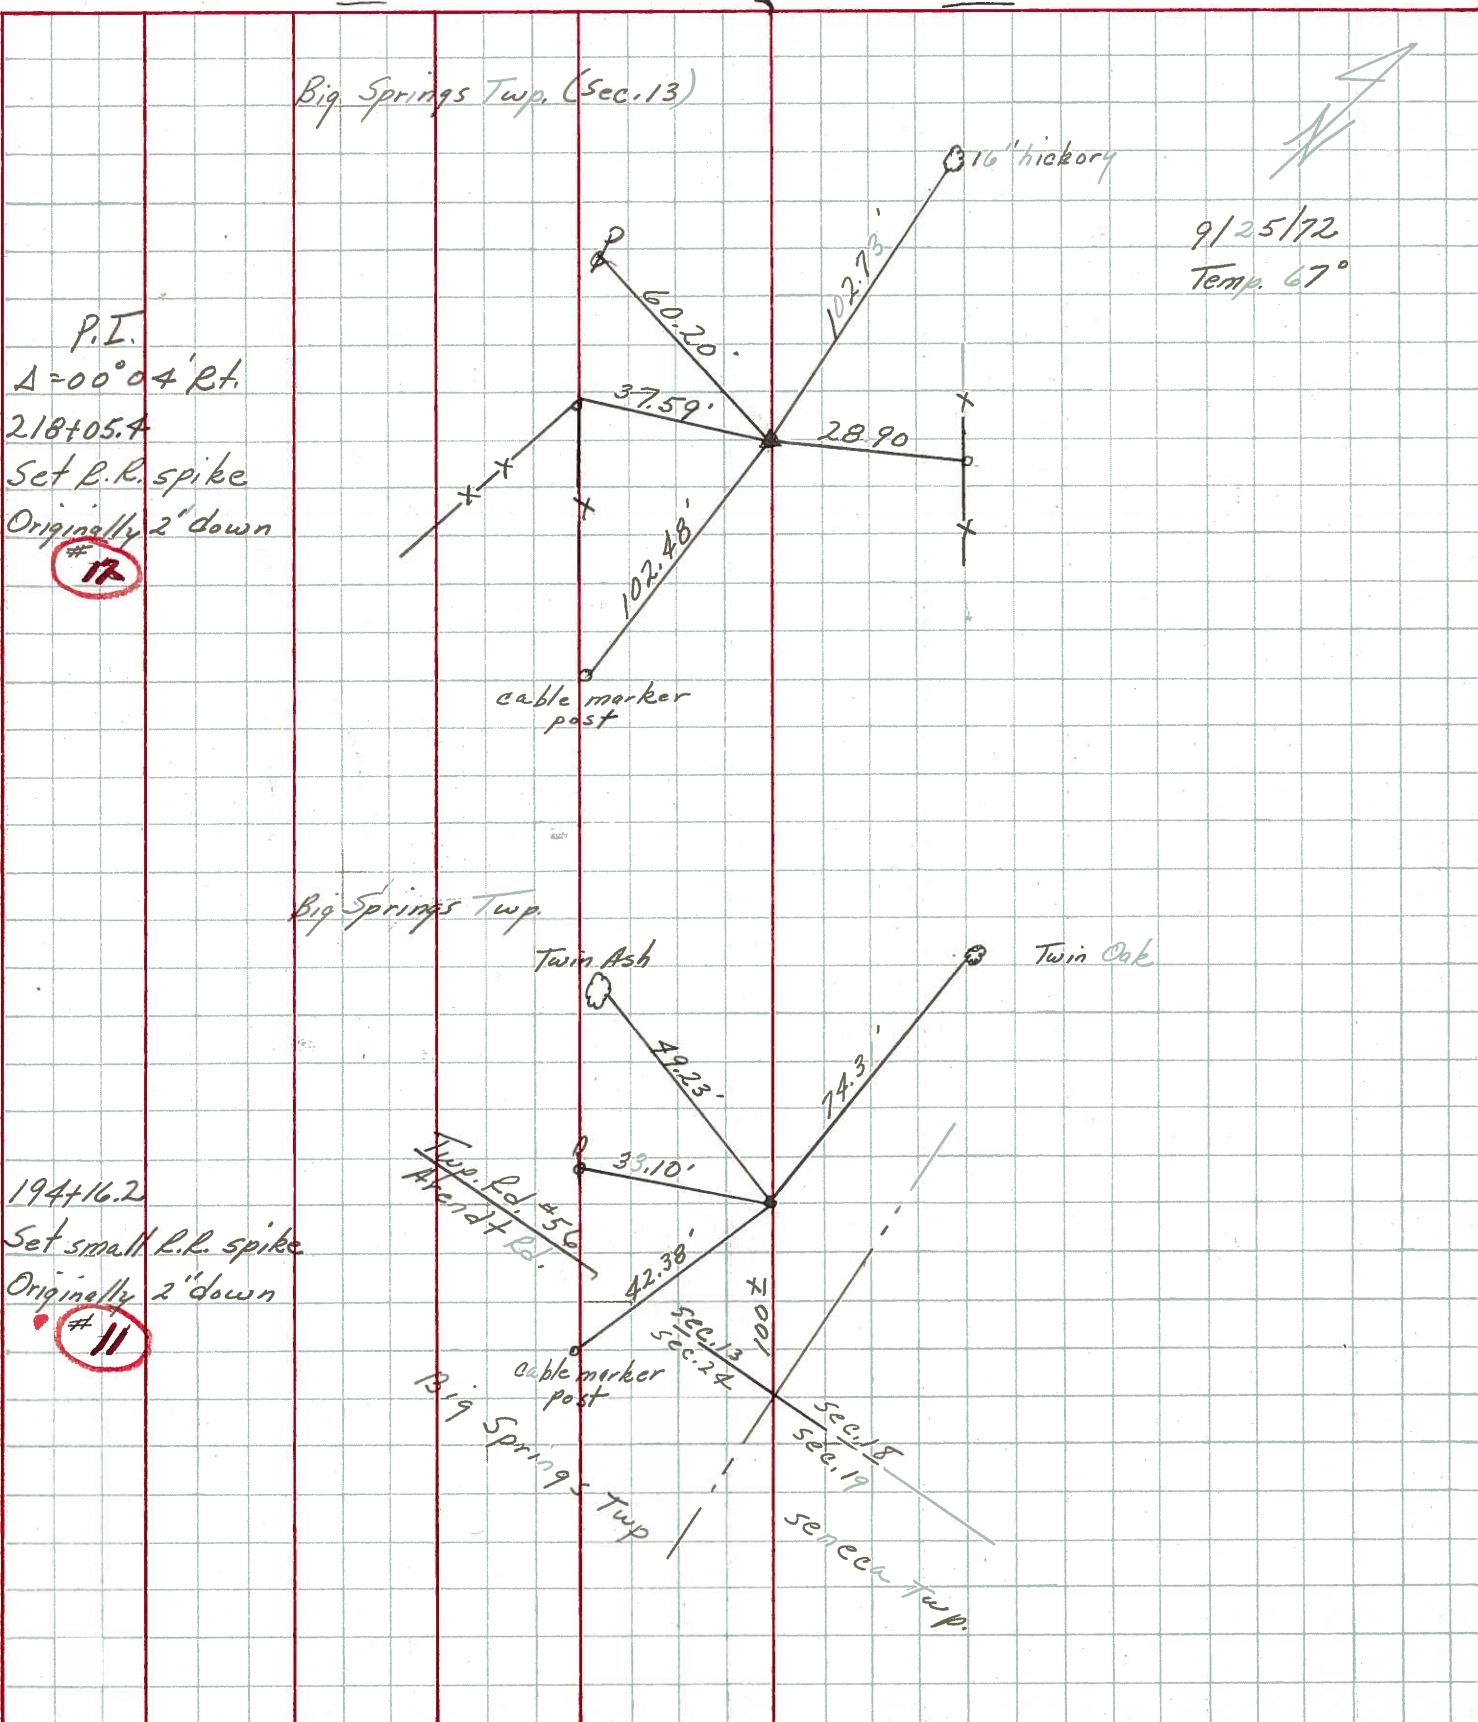 Big Springs Twp. (Sec. 13)
16" hickory
9/25/72
Temp. 67°
102.73'
60.20'
P.I.
Δ=00°04' Rt.
218+05.4
Set R.R. spike
Originally 2" down
#12
37.59'
28.90
102.48'
cable marker
post
Big Springs Twp.
Twin Ash
Twin Oak
49.23'
74.31'
33.10'
Twp. Rd. #56
Arendt Rd.
194+16.2
Set small R.R. spike
Originally 2" down
#11
42.38'
100±
Sec. 13
Sec. 24
cable marker
post
Sec. 18
Sec. 19
Big Springs Twp
Seneca Twp.